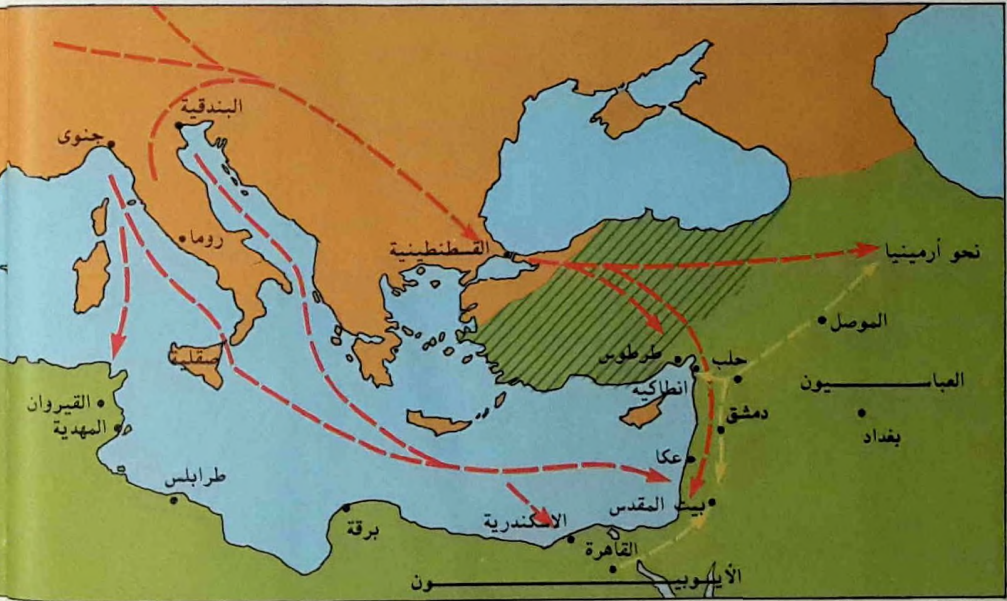 البندقية
جنوى
روما
القسطنطينية
نحو أرمينيا
الموصل
طرطوس
حلب
صقلية
انطاكية
العباسيون
القيروان
دمشق
المهدية
بغداد
عكا
طرابلس
بيت المقدس
برقة
الاسكندرية
القاهرة
الأيوبيون